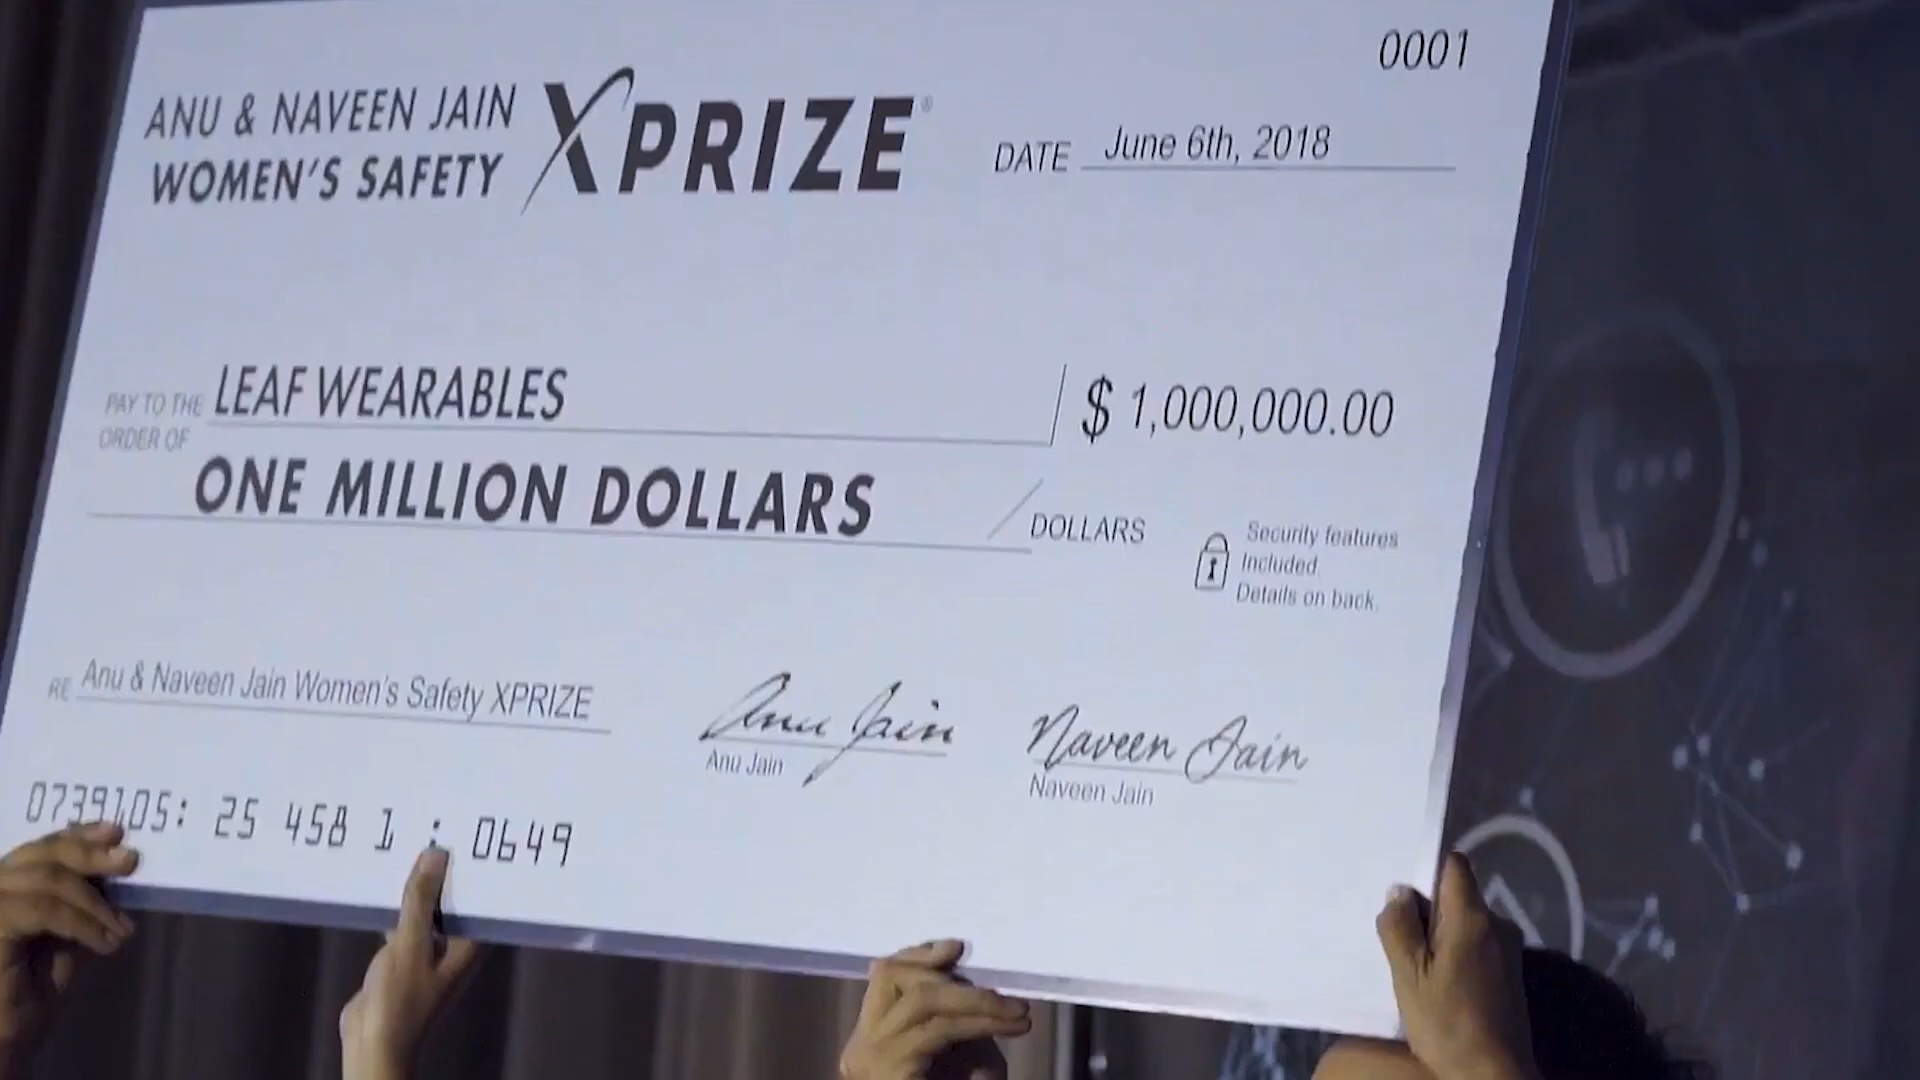 0001
ANU & NAVEEN JAIN
WOMEN'S SAFETY
XPRIZE®
DATE June 6th, 2018
PAY TO THE
ORDER OF
LEAF WEARABLES
$ 1,000,000.00
ONE MILLION DOLLARS
DOLLARS
Security features
Included.
Details on back.
RE Anu & Naveen Jain Women's Safety XPRIZE
Anu Jain
Anu Jain
Naveen Jain
Naveen Jain
0739105: 25 458 1 : 0649